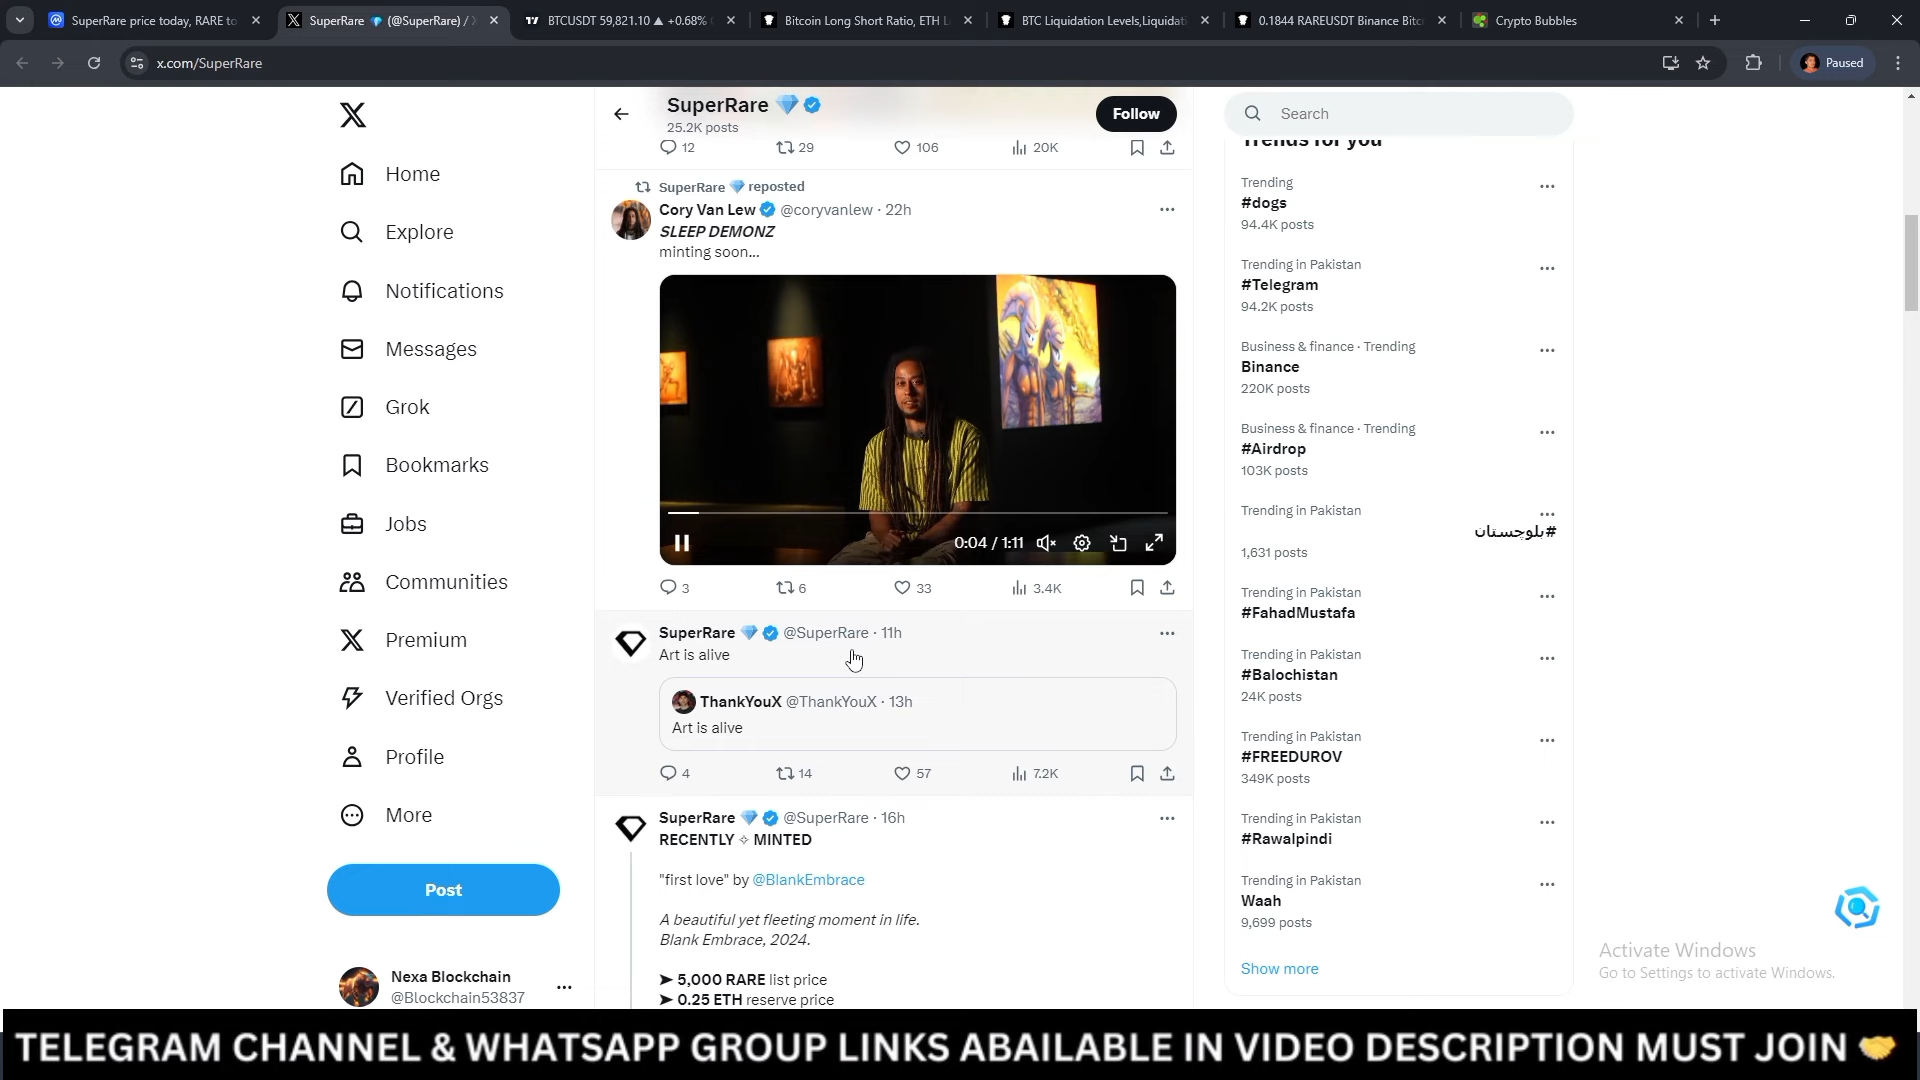 SuperRare price today, RARE to
SuperRare 💎 (@SuperRare) / X
BTCUSDT 59,821.10 ▲ +0.68%
Bitcoin Long Short Ratio, ETH L
BTC Liquidation Levels,Liquidati
0.1844 RAREUSDT Binance Bitc
Crypto Bubbles
x.com/SuperRare
Paused
Home
Explore
Notifications
Messages
Grok
Bookmarks
Jobs
Communities
Premium
Verified Orgs
Profile
More
Post
Nexa Blockchain
@Blockchain53837
SuperRare 💎
25.2K posts
Follow
12 29 106 20K
SuperRare 💎 reposted
Cory Van Lew @coryvanlew · 22h
SLEEP DEMONZ
minting soon...
0:04 / 1:11
3 6 33 3.4K
SuperRare 💎 @SuperRare · 11h
Art is alive
ThankYouX @ThankYouX · 13h
Art is alive
4 14 57 7.2K
SuperRare 💎 @SuperRare · 16h
RECENTLY ✧ MINTED
"first love" by @BlankEmbrace
A beautiful yet fleeting moment in life.
Blank Embrace, 2024.
➤ 5,000 RARE list price
➤ 0.25 ETH reserve price
Search
Trends for you
Trending
#dogs
94.4K posts
Trending in Pakistan
#Telegram
94.2K posts
Business & finance · Trending
Binance
220K posts
Business & finance · Trending
#Airdrop
103K posts
Trending in Pakistan
#بلوچستان
1,631 posts
Trending in Pakistan
#FahadMustafa
Trending in Pakistan
#Balochistan
24K posts
Trending in Pakistan
#FREEDUROV
349K posts
Trending in Pakistan
#Rawalpindi
Trending in Pakistan
Waah
9,699 posts
Show more
Activate Windows
Go to Settings to activate Windows.
TELEGRAM CHANNEL & WHATSAPP GROUP LINKS ABAILABLE IN VIDEO DESCRIPTION MUST JOIN 🤝